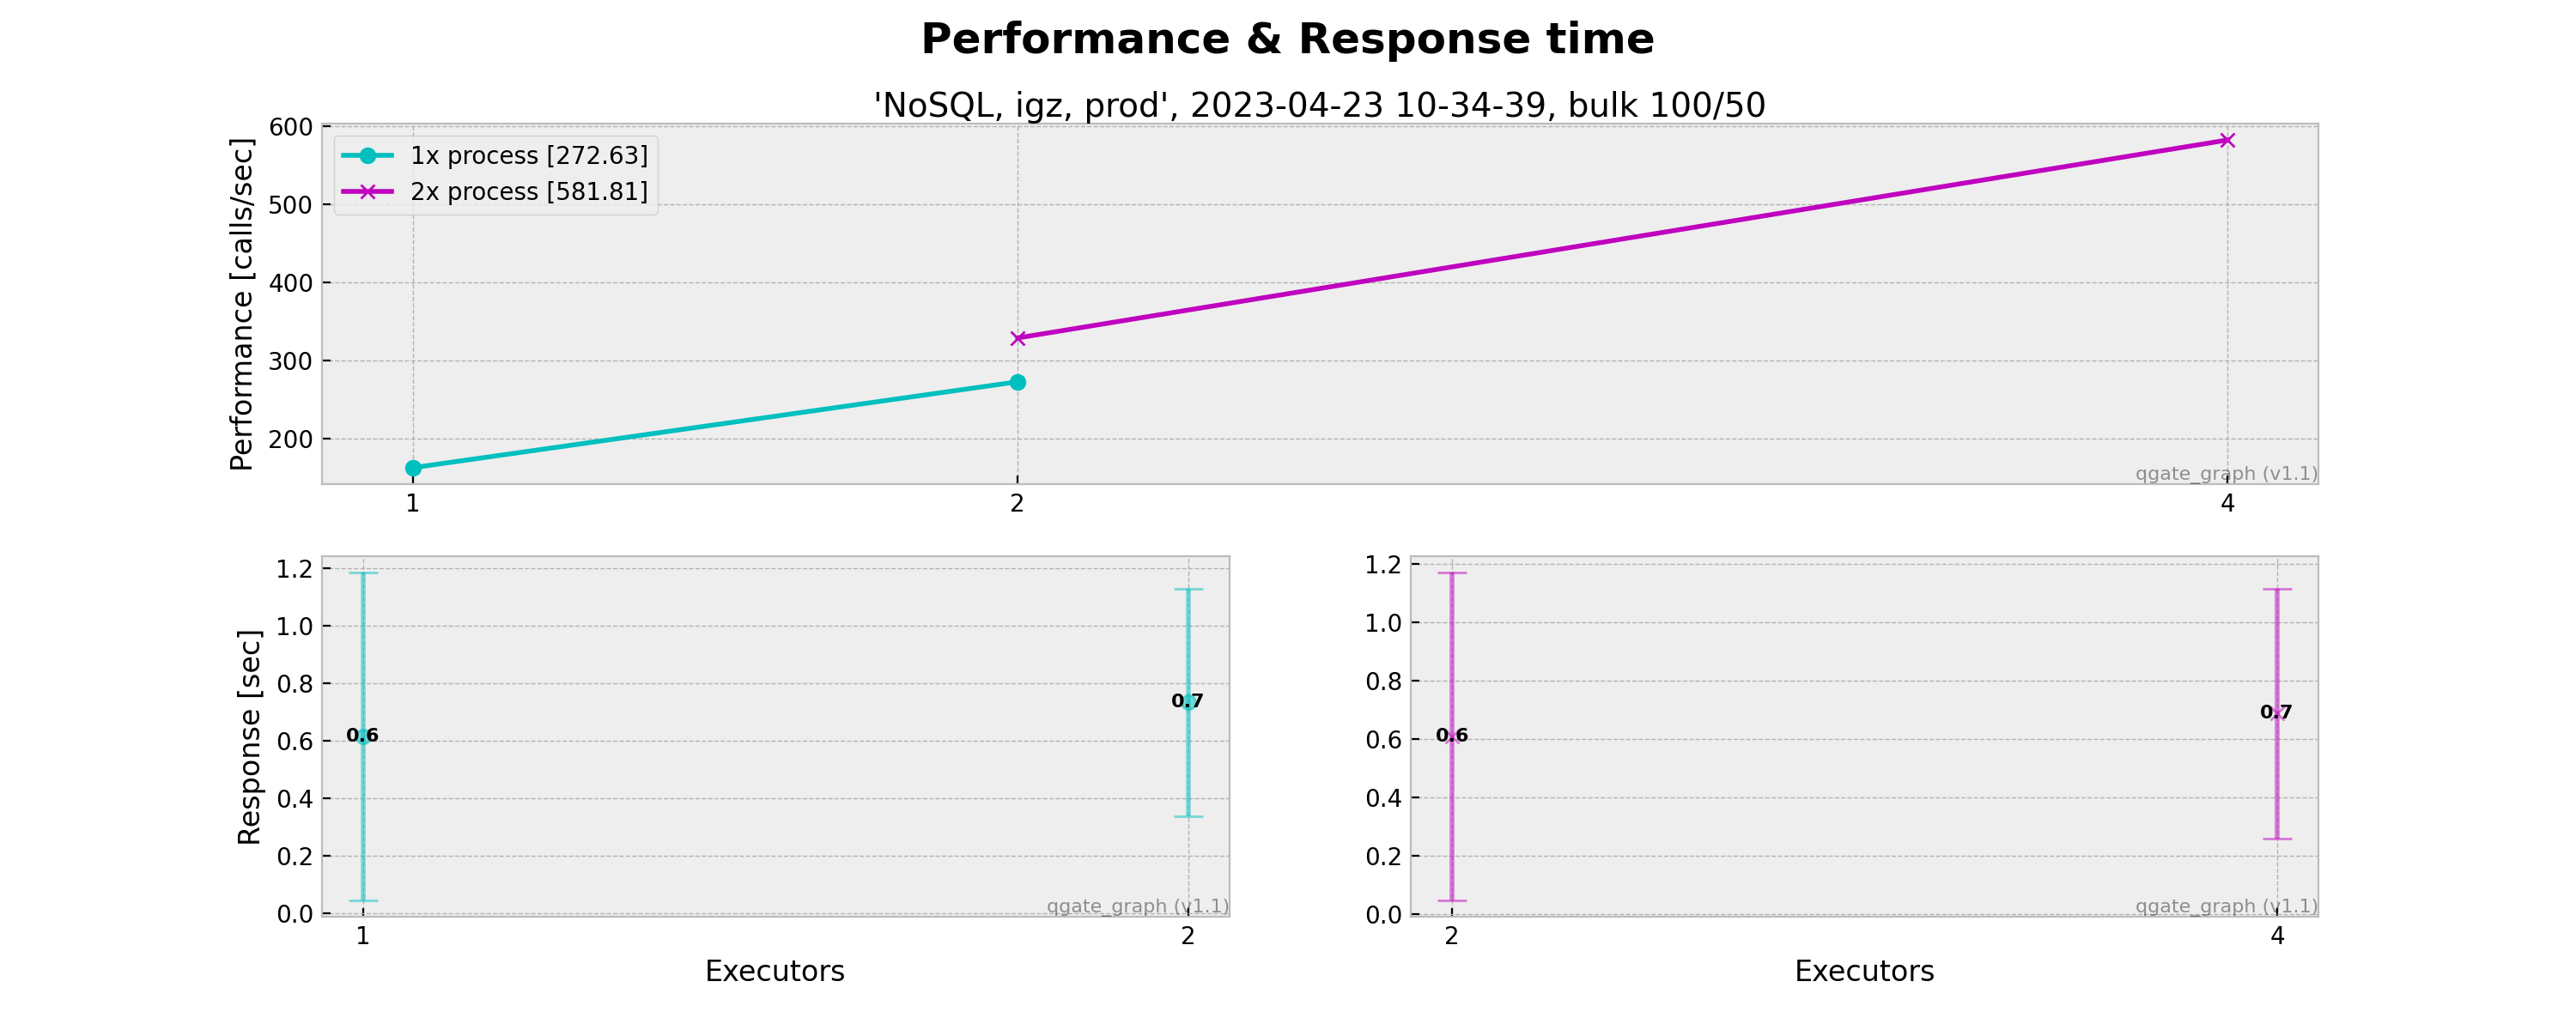 Performance & Response time
'NoSQL, igz, prod', 2023-04-23 10-34-39, bulk 100/50
Performance [calls/sec]
600
500
400
300
200
1x process [272.63]
2x process [581.81]
qgate_graph (v1.1)
1 2 4
Response [sec]
1.2
1.0
0.8
0.6
0.4
0.2
0.0
0.6
0.7
qgate_graph (v1.1)
1 2
Executors
1.2
1.0
0.8
0.6
0.4
0.2
0.0
0.6
0.7
qgate_graph (v1.1)
2 4
Executors